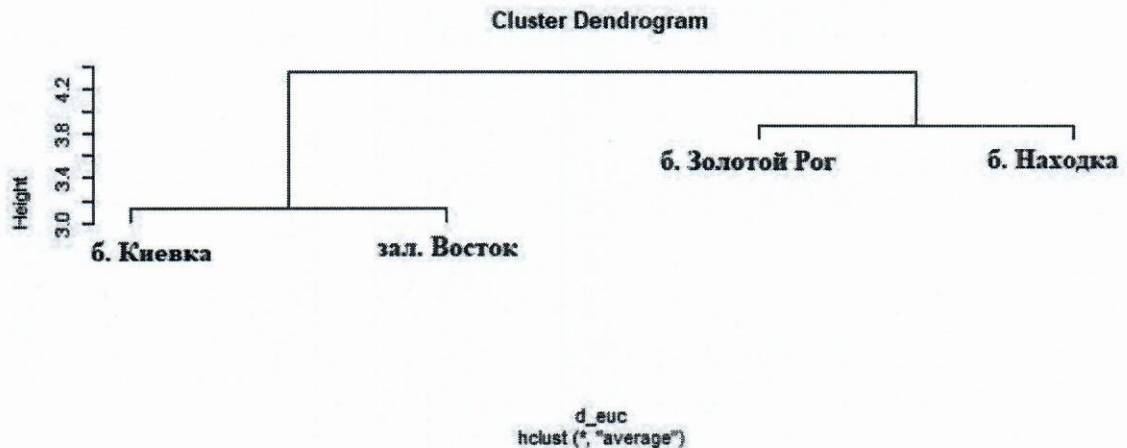 Cluster Dendrogram
Height
3.0 3.4 3.8 4.2
б. Золотой Рог
б. Находка
б. Киевка
зал. Восток
d_euc
hclust (*, "average")